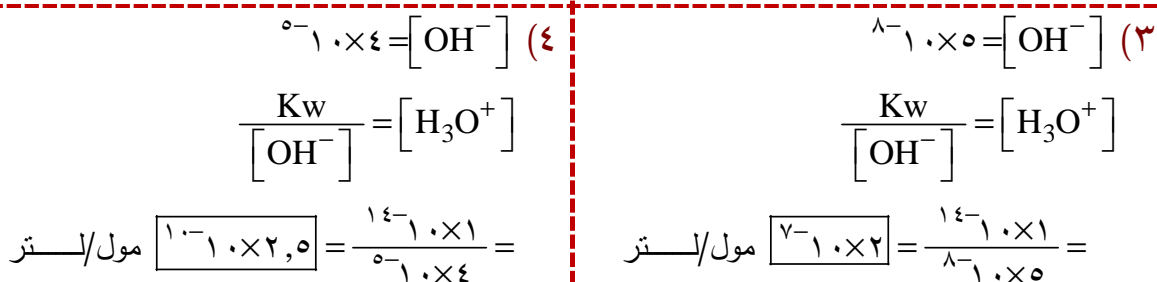 ٣) [OH⁻] = ٥×١٠⁻⁸
[H₃O⁺] = Kw / [OH⁻]
= ١×١٠⁻¹⁴ / ٥×١٠⁻⁸ = ٢×١٠⁻⁷ مول/لـــتر
٤) [OH⁻] = ٤×١٠⁻⁵
[H₃O⁺] = Kw / [OH⁻]
= ١×١٠⁻¹⁴ / ٤×١٠⁻⁵ = ٢,٥×١٠⁻¹⁰ مول/لـــتر